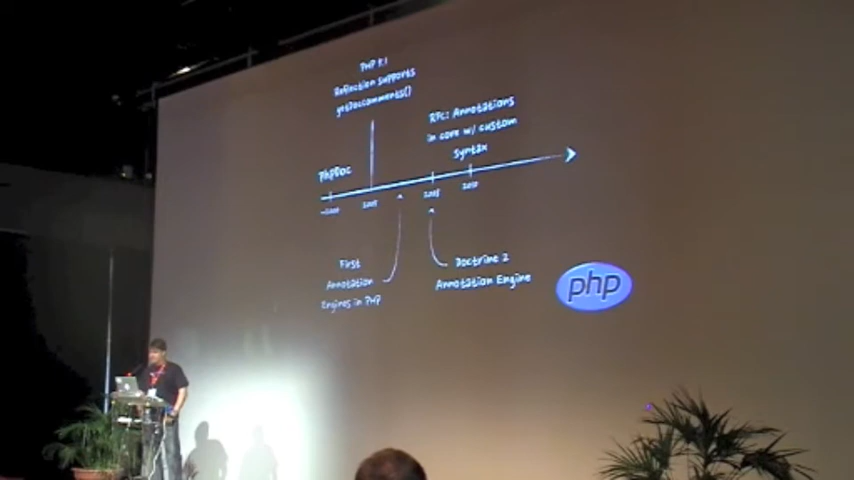 PHP 5.1
Reflection supports
getDoccomments()
RFC: Annotations
in core w/ custom
syntax
PhpDoc
~2000
2005
2008
2010
First
Annotation
Engines in PHP
Doctrine 2
Annotation Engine
php